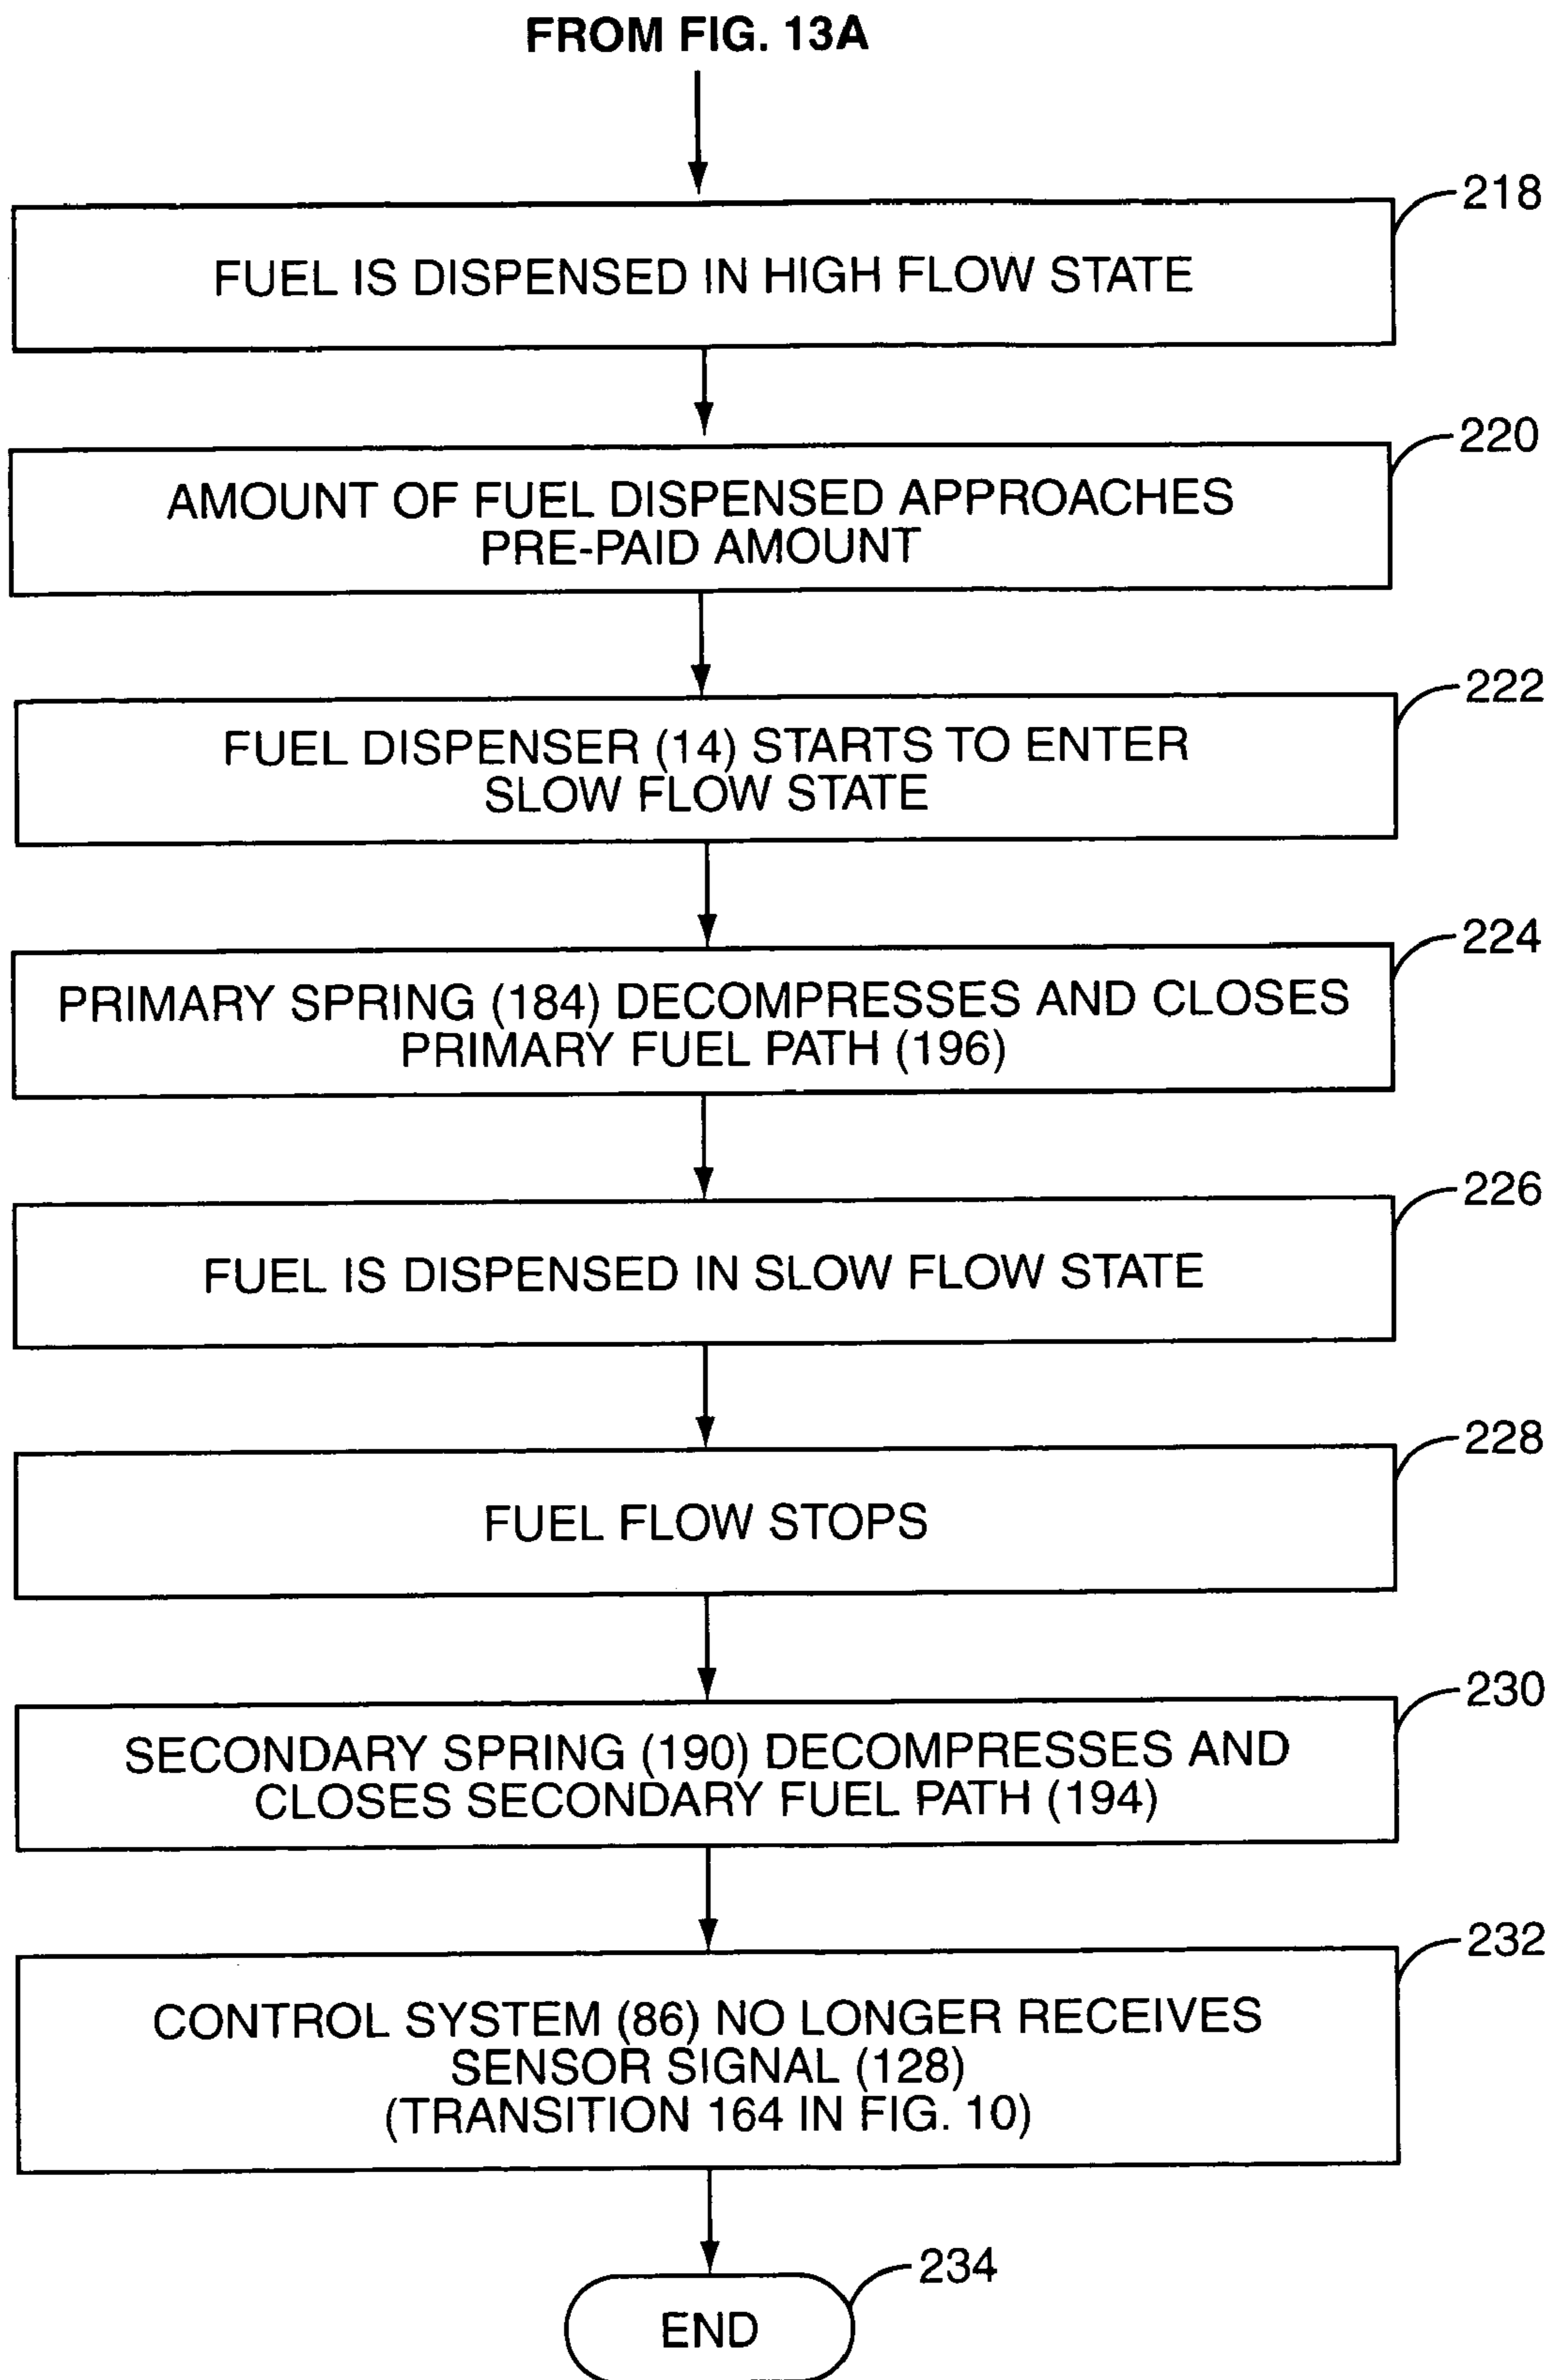 FROM FIG. 13A
218
FUEL IS DISPENSED IN HIGH FLOW STATE
220
AMOUNT OF FUEL DISPENSED APPROACHES
PRE-PAID AMOUNT
222
FUEL DISPENSER (14) STARTS TO ENTER
SLOW FLOW STATE
224
PRIMARY SPRING (184) DECOMPRESSES AND CLOSES
PRIMARY FUEL PATH (196)
226
FUEL IS DISPENSED IN SLOW FLOW STATE
228
FUEL FLOW STOPS
230
SECONDARY SPRING (190) DECOMPRESSES AND
CLOSES SECONDARY FUEL PATH (194)
232
CONTROL SYSTEM (86) NO LONGER RECEIVES
SENSOR SIGNAL (128)
(TRANSITION 164 IN FIG. 10)
234
END